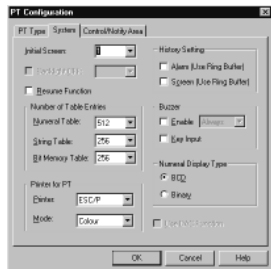 PT Configuration
PT Type System Control/Notify Area
Initial Screen: 1
Resume Function
Number of Table Entries
Numeral Table: 512
String Table: 256
Bit Memory Table: 256
Printer for PT
Printer: ESC/P
Mode: Colour
History Setting
Alarm (Use Ring Buffer)
Screen (Use Ring Buffer)
Buzzer
Enable: Always
Key Input
Numeral Display Type
BCD
Binary
OK Cancel Help